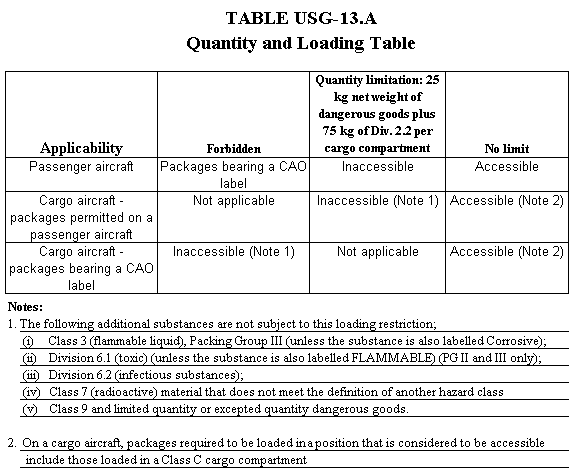 TABLE USG-13.A
Quantity and Loading Table
Applicability
Forbidden
Quantity limitation: 25
kg net weight of
dangerous goods plus
75 kg of Div. 2.2 per
cargo compartment
No limit
Passenger aircraft
Packages bearing a CAO
label
Inaccessible
Accessible
Cargo aircraft -
packages permitted on a
passenger aircraft
Not applicable
Inaccessible (Note 1)
Accessible (Note 2)
Cargo aircraft -
packages bearing a CAO
label
Inaccessible (Note 1)
Not applicable
Accessible (Note 2)
Notes:
1. The following additional substances are not subject to this loading restriction;
(i) Class 3 (flammable liquid), Packing Group III (unless the substance is also labelled Corrosive);
(ii) Division 6.1 (toxic) (unless the substance is also labelled FLAMMABLE) (PG II and III only);
(iii) Division 6.2 (infectious substances);
(iv) Class 7 (radioactive) material that does not meet the definition of another hazard class
(v) Class 9 and limited quantity or excepted quantity dangerous goods.
2. On a cargo aircraft, packages required to be loaded in a position that is considered to be accessible
include those loaded in a Class C cargo compartment